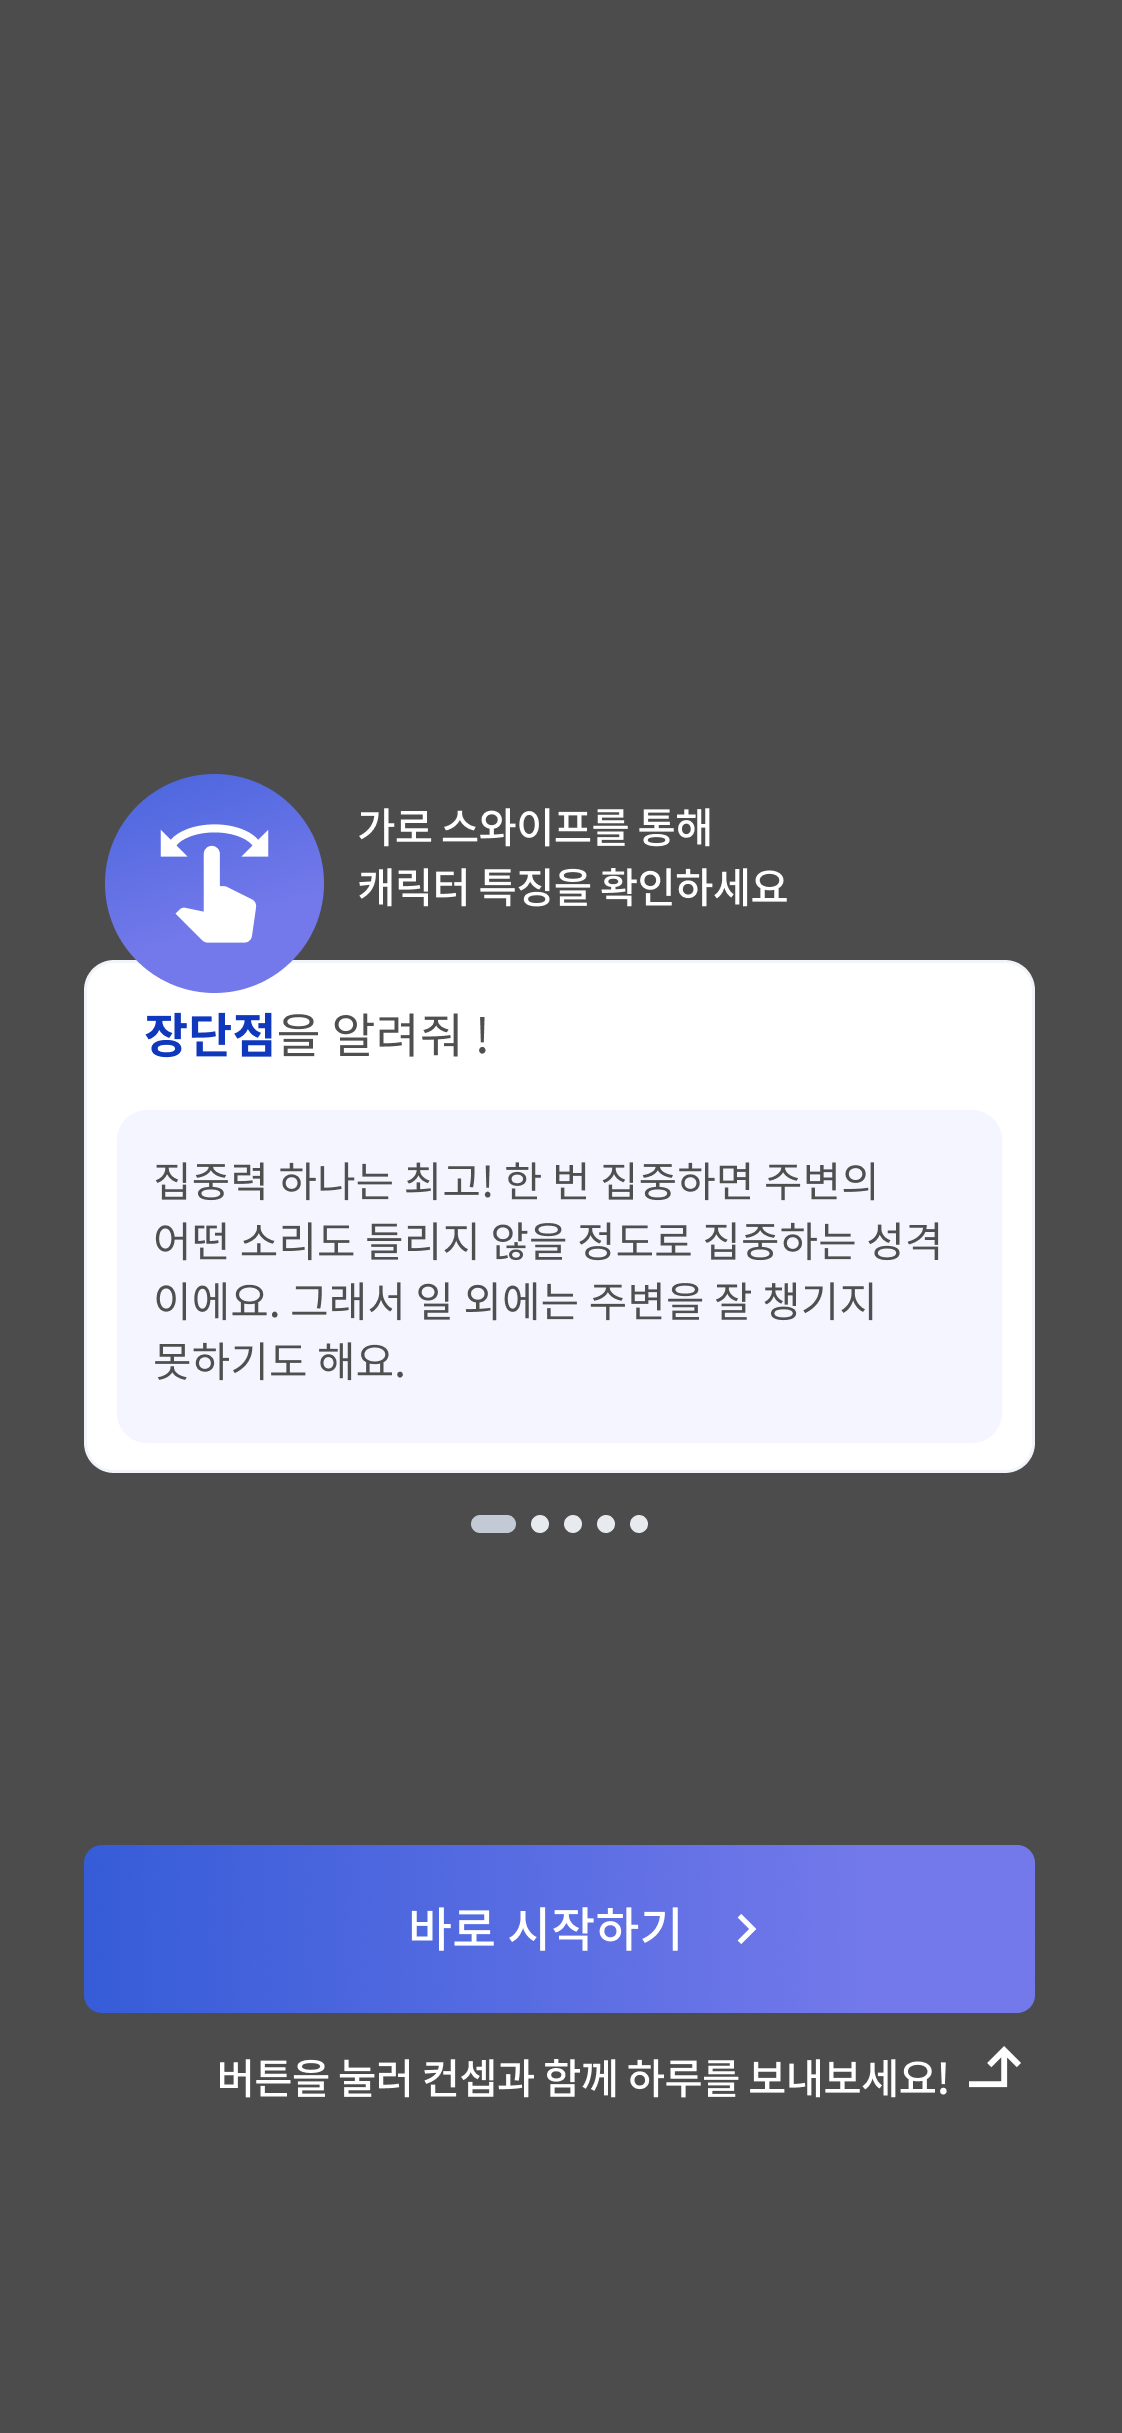 가로 스와이프를 통해
캐릭터 특징을 확인하세요
장단점을 알려줘 !
집중력 하나는 최고! 한 번 집중하면 주변의
어떤 소리도 들리지 않을 정도로 집중하는 성격
이에요. 그래서 일 외에는 주변을 잘 챙기지
못하기도 해요.
바로 시작하기
버튼을 눌러 컨셉과 함께 하루를 보내보세요!